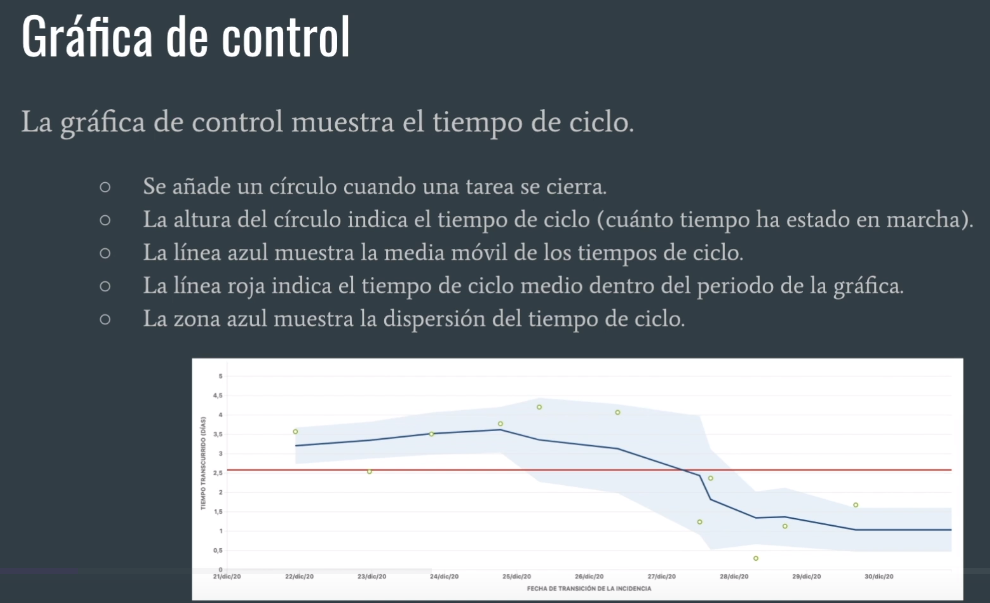 Gráfica de control
La gráfica de control muestra el tiempo de ciclo.
Se añade un círculo cuando una tarea se cierra.
La altura del círculo indica el tiempo de ciclo (cuánto tiempo ha estado en marcha).
La línea azul muestra la media móvil de los tiempos de ciclo.
La línea roja indica el tiempo de ciclo medio dentro del periodo de la gráfica.
La zona azul muestra la dispersión del tiempo de ciclo.
TIEMPO TRANSCURRIDO (DÍAS)
5
4,5
4
3,5
3
2,5
2
1,5
1
0,5
0
21/dic/20 22/dic/20 23/dic/20 24/dic/20 25/dic/20 26/dic/20 27/dic/20 28/dic/20 29/dic/20 30/dic/20
FECHA DE TRANSICIÓN DE LA INCIDENCIA